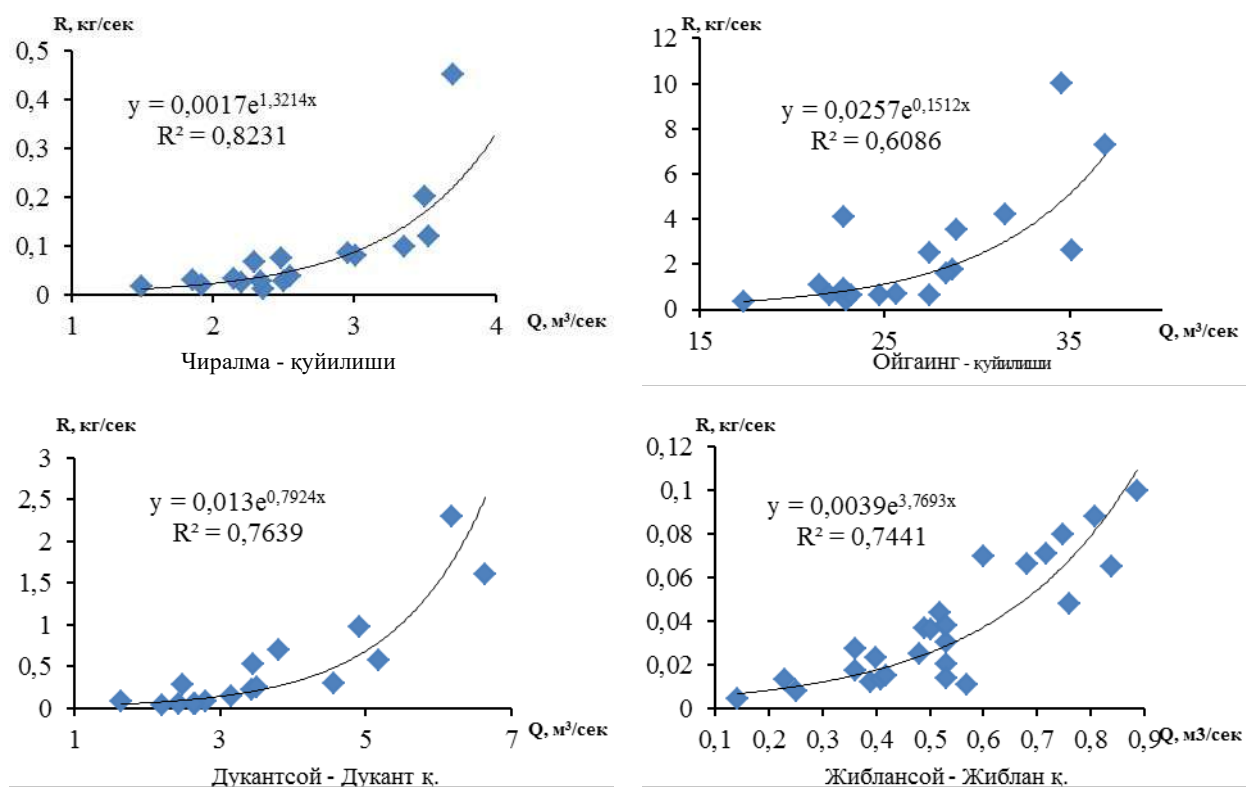 R, кг/сек
0,5
0,4
0,3
0,2
0,1
0
y = 0,0017e^1,3214x
R² = 0,8231
1 2 3 4
Q, м³/сек
Чиралма - қуйилиши
R, кг/сек
12
10
8
6
4
2
0
y = 0,0257e^0,1512x
R² = 0,6086
15 25 35
Q, м³/сек
Ойгаинг - қуйилиши
R, кг/сек
3
2,5
2
1,5
1
0,5
0
y = 0,013e^0,7924x
R² = 0,7639
1 3 5 7
Q, м³/сек
Дукантсой - Дукант қ.
R, кг/сек
0,12
0,1
0,08
0,06
0,04
0,02
0
y = 0,0039e^3,7693x
R² = 0,7441
0,1 0,2 0,3 0,4 0,5 0,6 0,7 0,8 0,9
Q, м3/сек
Жиблансой - Жиблан қ.